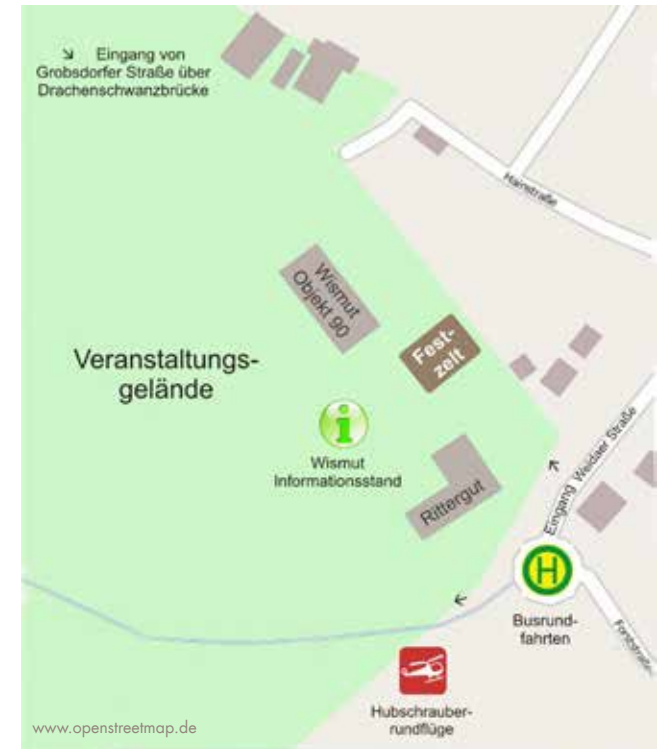 Eingang von
Grobsdorfer Straße über
Drachenschwanzbrücke
Hainstraße
Wismut
Objekt 90
Fest-
zelt
Veranstaltungs-
gelände
i
Wismut
Informationsstand
Rittergut
Eingang Weidaer Straße
H
Busrund-
fahrten
Forststraße
Hubschrauber-
rundflüge
www.openstreetmap.de